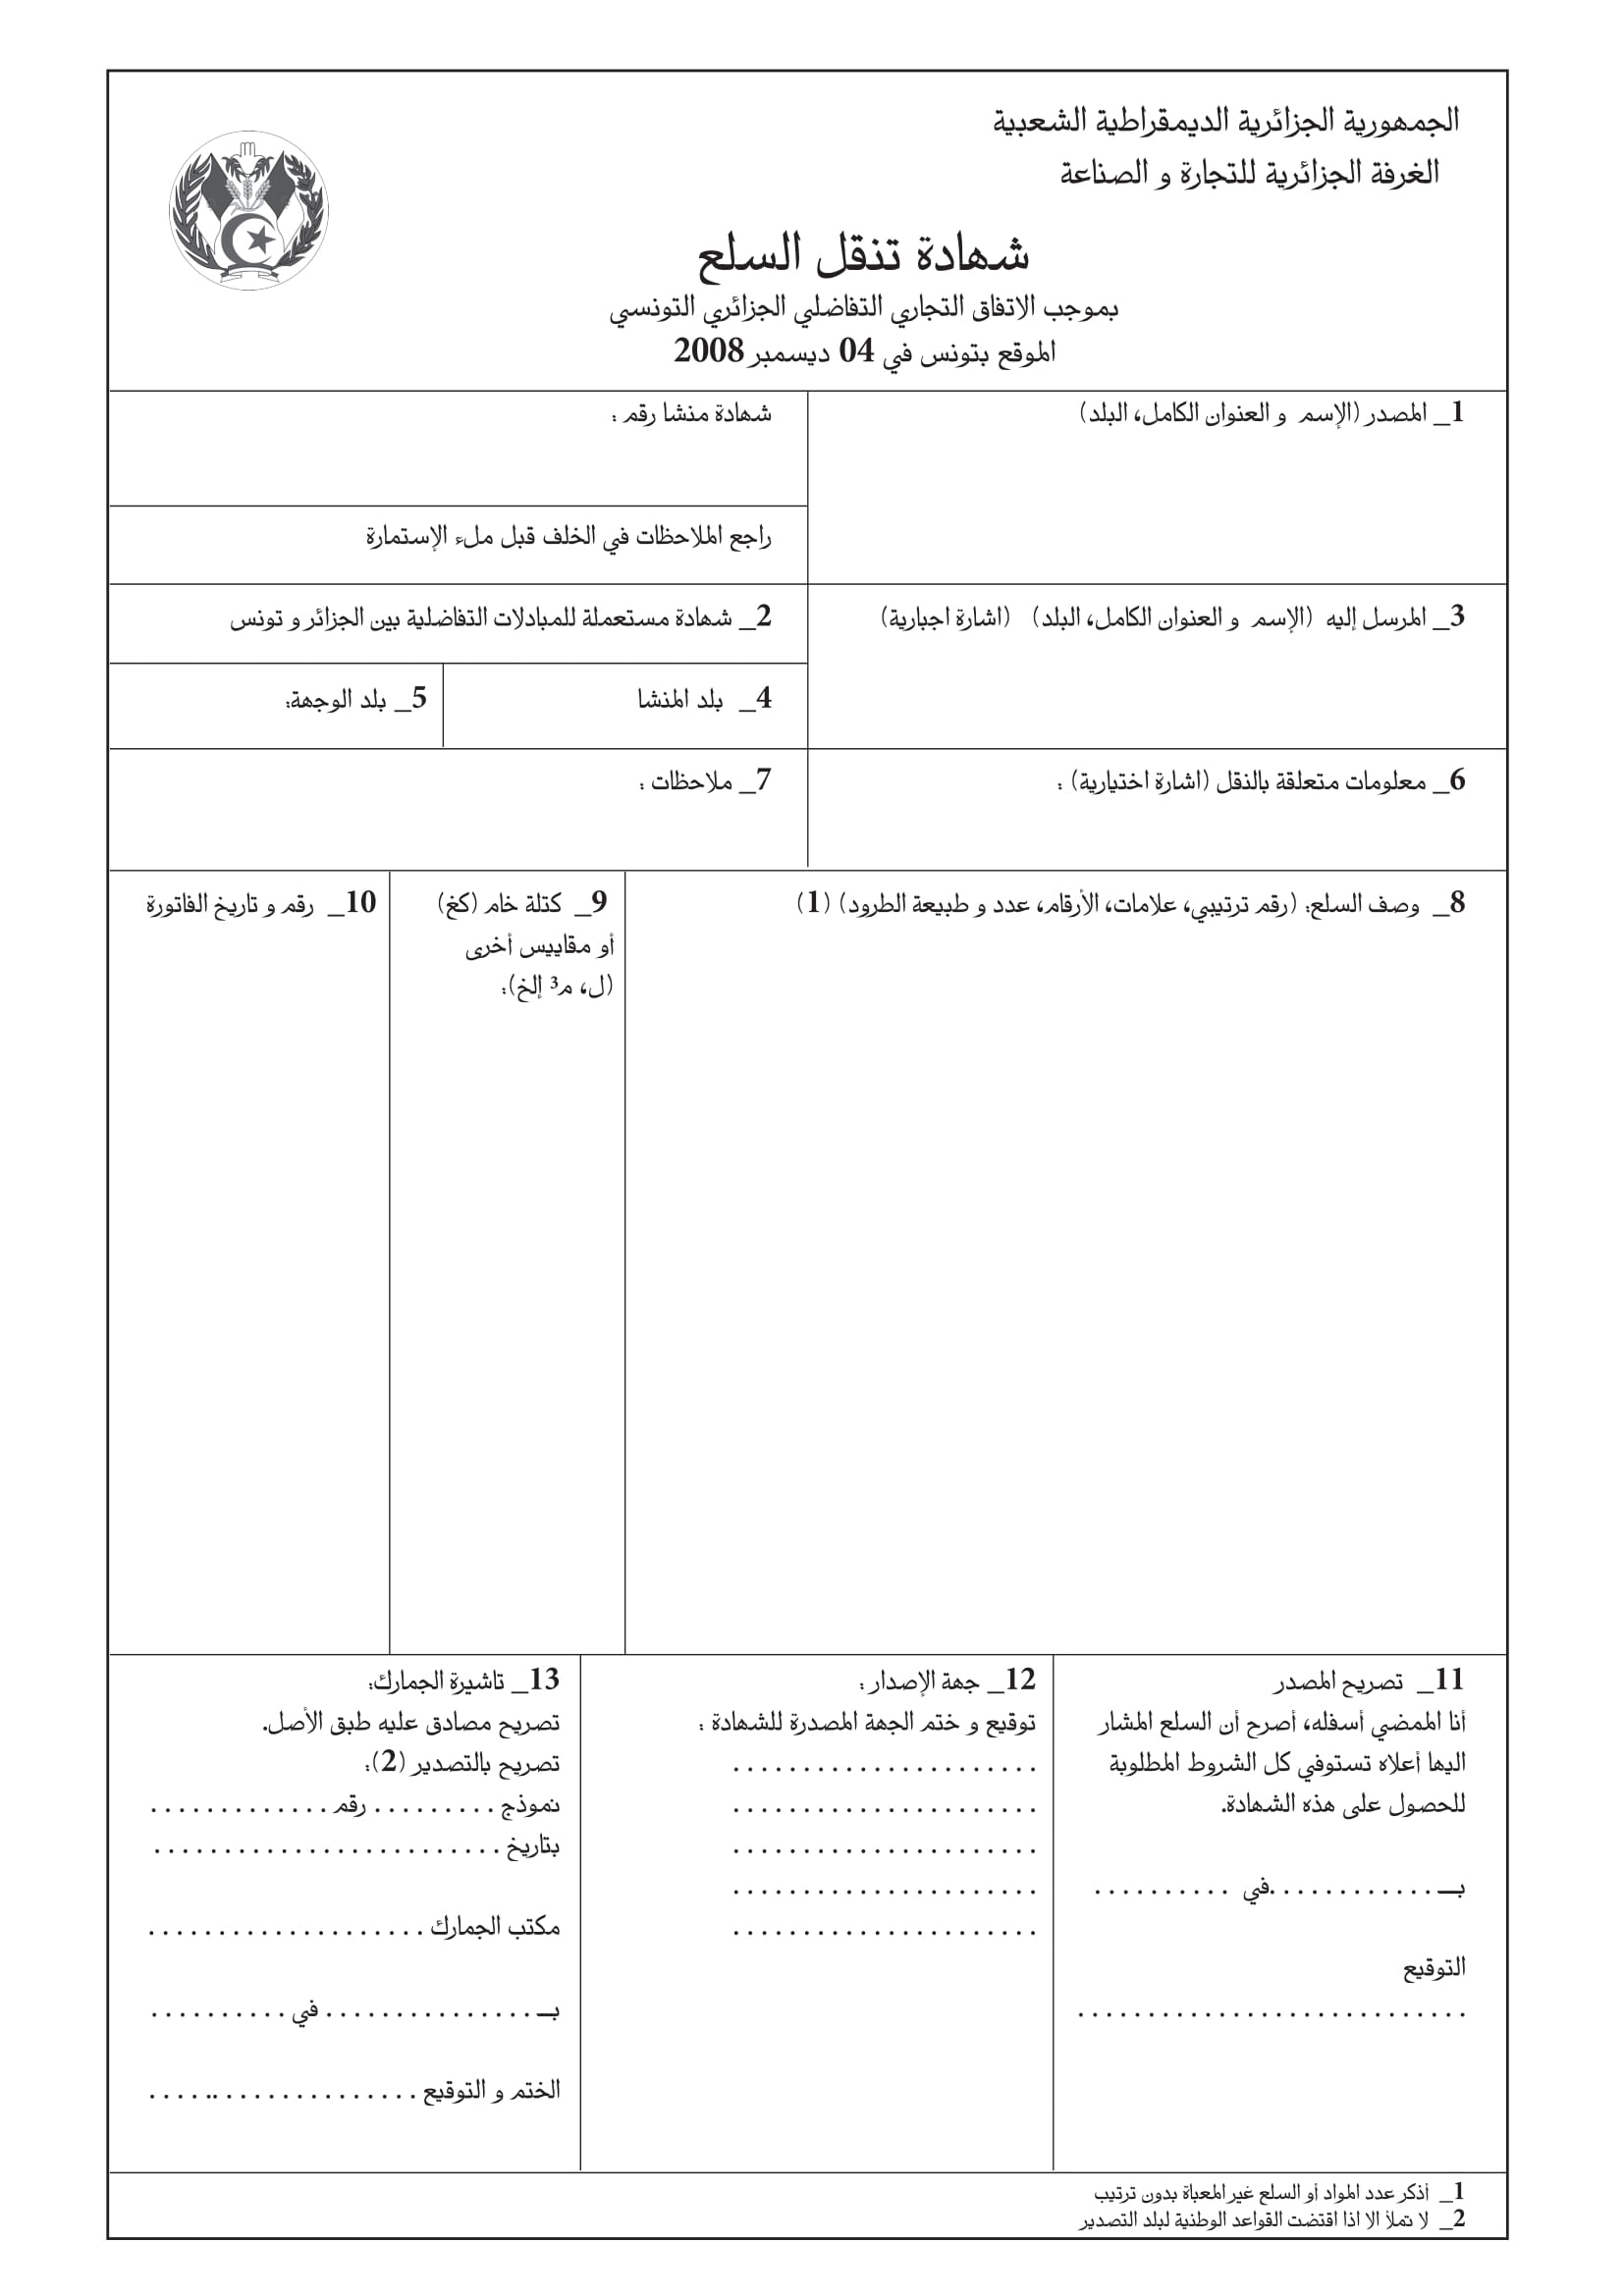 الجمهورية الجزائرية الديمقراطية الشعبية
الغرفة الجزائرية للتجارة و الصناعة
شهادة تنقل السلع
بموجب الاتفاق التجاري التفاضلي الجزائري التونسي
الموقع بتونس في 04 ديسمبر 2008
1_ المصدر (الإسم و العنوان الكامل، البلد)
شهادة منشا رقم :
راجع الملاحظات في الخلف قبل ملء الإستمارة
3_ المرسل إليه (الإسم و العنوان الكامل، البلد) (اشارة اجبارية)
2_ شهادة مستعملة للمبادلات التفاضلية بين الجزائر و تونس
4_ بلد المنشا
5_ بلد الوجهة:
6_ معلومات متعلقة بالنقل (اشارة اختيارية) :
7_ ملاحظات :
8_ وصف السلع: (رقم ترتيبي، علامات، الأرقام، عدد و طبيعة الطرود) (1)
9_ كتلة خام (كغ)
أو مقاييس أخرى
(ل، م³ إلخ):
10_ رقم و تاريخ الفاتورة
11_ تصريح المصدر
أنا الممضي أسفله، أصرح أن السلع المشار
اليها أعلاه تستوفي كل الشروط المطلوبة
للحصول على هذه الشهادة.
بـــ . . . . . . . . . . . . في . . . . . . . . . .
التوقيع
. . . . . . . . . . . . . . . . . . . . . . . . . . . .
12_ جهة الإصدار :
توقيع و ختم الجهة المصدرة للشهادة :
. . . . . . . . . . . . . . . . . . . . . .
. . . . . . . . . . . . . . . . . . . . . .
. . . . . . . . . . . . . . . . . . . . . .
. . . . . . . . . . . . . . . . . . . . . .
. . . . . . . . . . . . . . . . . . . . . .
13_ تاشيرة الجمارك:
تصريح مصادق عليه طبق الأصل.
تصريح بالتصدير (2):
نموذج . . . . . . . . . رقم . . . . . . . . . . . . .
بتاريخ . . . . . . . . . . . . . . . . . . . . . . . . .
مكتب الجمارك . . . . . . . . . . . . . . . . . . . .
بــ . . . . . . . . . . . . . . . في . . . . . . . . . .
الختم و التوقيع . . . . . . . . . . . . . . .. . . . . .
1_ أذكر عدد المواد أو السلع غير المعباة بدون ترتيب
2_ لا تملأ الا اذا اقتضت القواعد الوطنية لبلد التصدير